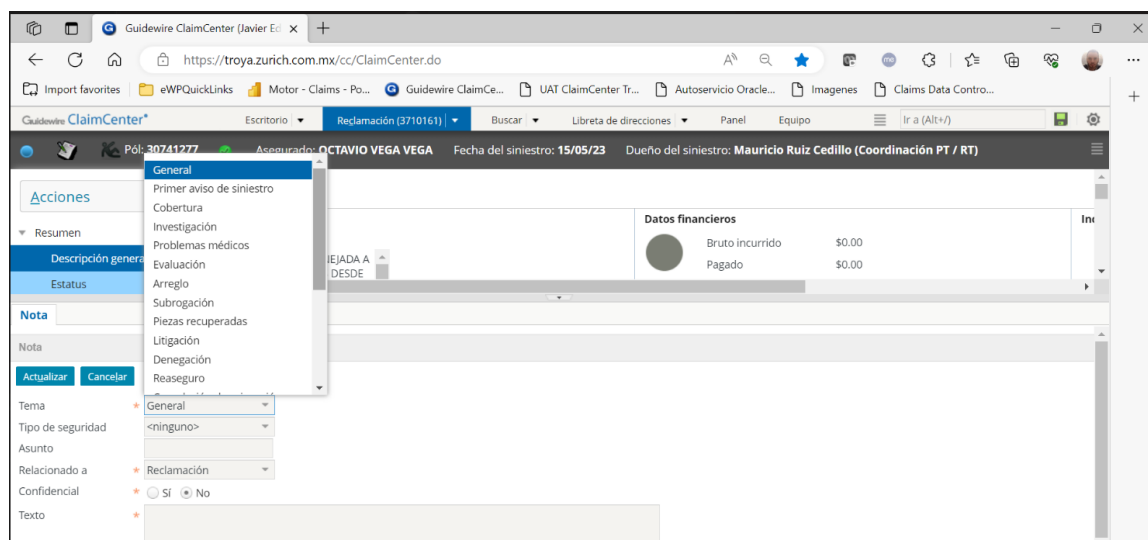 Guidewire ClaimCenter (Javier Ed
https://troya.zurich.com.mx/cc/ClaimCenter.do
Import favorites eWPQuickLinks Motor - Claims - Po... Guidewire ClaimCe... UAT ClaimCenter Tr... Autoservicio Oracle... Imagenes Claims Data Contro...
Guidewire ClaimCenter Escritorio Reclamación (3710161) Buscar Libreta de direcciones Panel Equipo Ir a (Alt+/)
Pól: 30741277 Asegurado: OCTAVIO VEGA VEGA Fecha del siniestro: 15/05/23 Dueño del siniestro: Mauricio Ruiz Cedillo (Coordinación PT / RT)
General
Primer aviso de siniestro
Cobertura
Investigación
Problemas médicos
Evaluación
Arreglo
Subrogación
Piezas recuperadas
Litigación
Denegación
Reaseguro
Acciones
Resumen
Descripción genera
Estatus
NEJADA A
DESDE
Datos financieros
Bruto incurrido $0.00
Pagado $0.00
Inc
Nota
Nota
Actualizar Cancelar
Tema * General
Tipo de seguridad <ninguno>
Asunto
Relacionado a * Reclamación
Confidencial * Sí No
Texto *